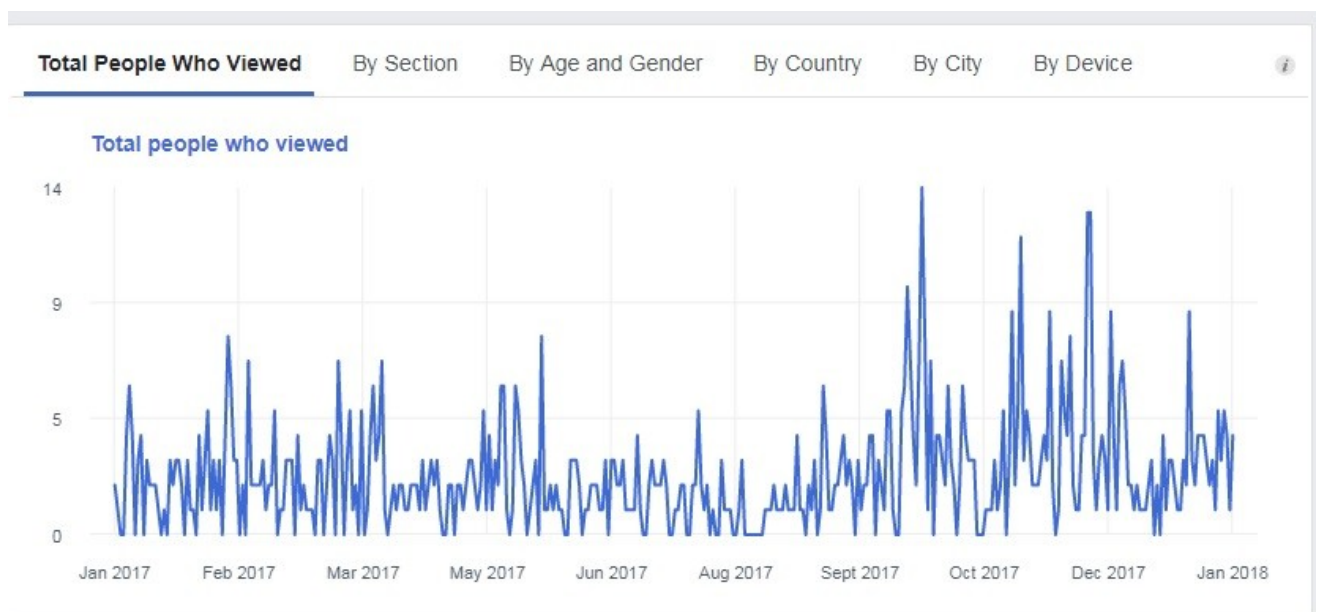 Total People Who Viewed By Section By Age and Gender By Country By City By Device i
Total people who viewed
14
9
5
0
Jan 2017 Feb 2017 Mar 2017 May 2017 Jun 2017 Aug 2017 Sept 2017 Oct 2017 Dec 2017 Jan 2018